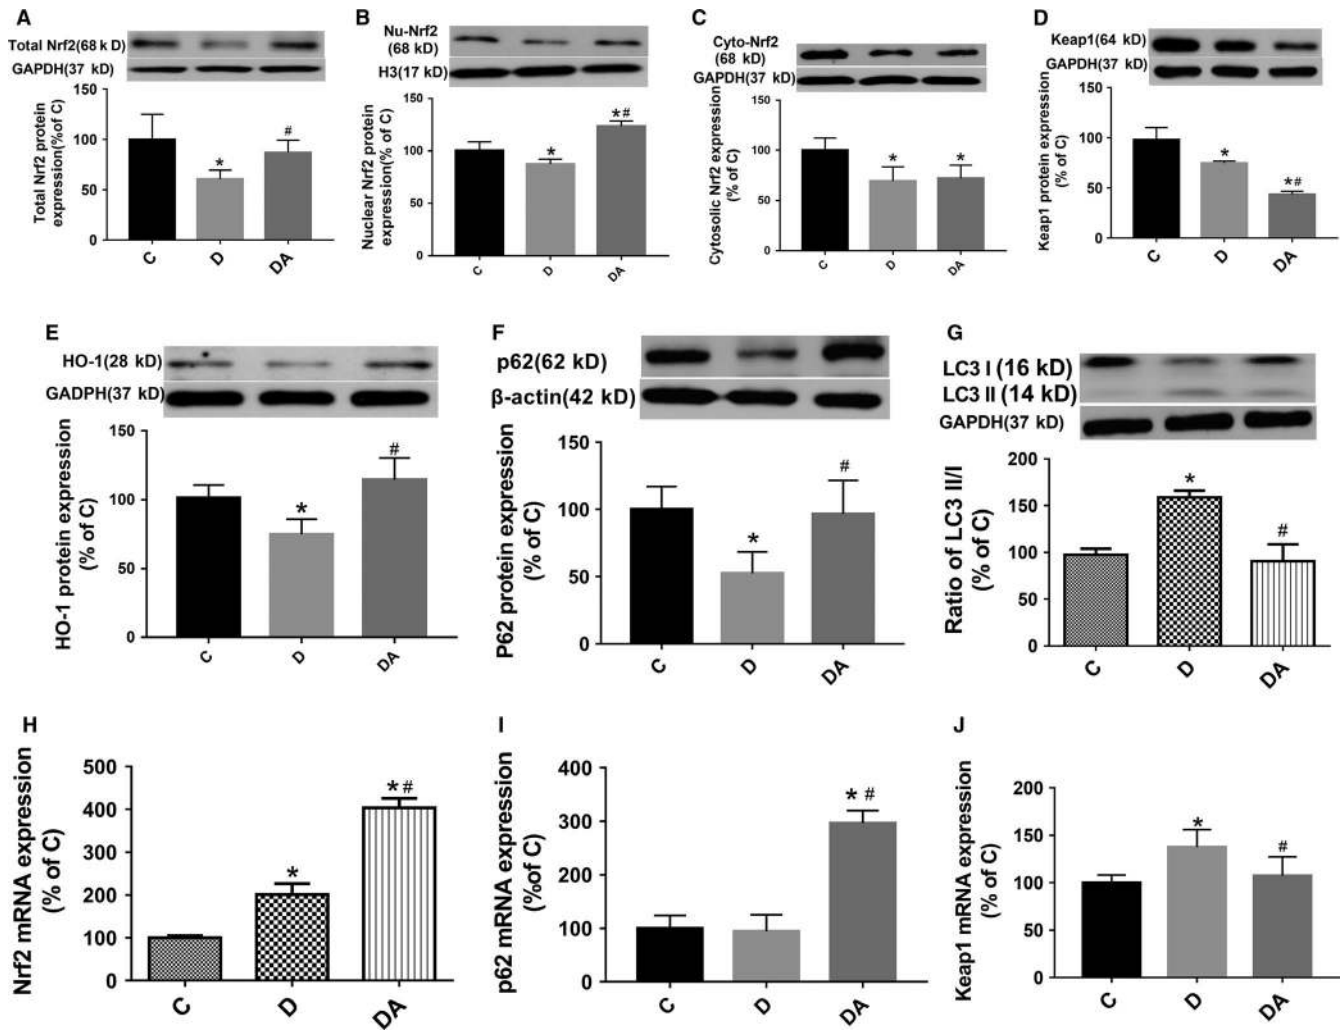 A
Total Nrf2(68 k D)
GAPDH(37 kD)
Total Nrf2 protein
expression(%of C)
150
100
50
0
*
#
C
D
DA
B
Nu-Nrf2
(68 kD)
H3(17 kD)
Nuclear Nrf2 protein
expression(% of C)
150
100
50
0
*
*#
C
D
DA
C
Cyto-Nrf2
(68 kD)
GAPDH(37 kD)
Cytosolic Nrf2 expression
(% of C)
150
100
50
0
*
*
C
D
DA
D
Keap1(64 kD)
GAPDH(37 kD)
Keap1 protein expression
(% of C)
150
100
50
0
*
*#
C
D
DA
E
HO-1(28 kD)
GADPH(37 kD)
HO-1 protein expression
(% of C)
150
100
50
0
*
#
C
D
DA
F
p62(62 kD)
β-actin(42 kD)
P62 protein expression
(% of C)
150
100
50
0
*
#
C
D
DA
G
LC3 I (16 kD)
LC3 II (14 kD)
GAPDH(37 kD)
Ratio of LC3 II/I
(% of C)
200
150
100
50
0
*
#
C
D
DA
H
Nrf2 mRNA expression
(% of C)
500
400
300
200
100
0
*
*#
C
D
DA
I
p62 mRNA expression
(%of C)
400
300
200
100
0
*#
C
D
DA
J
Keap1 mRNA expression
(% of C)
200
150
100
50
0
*
#
C
D
DA